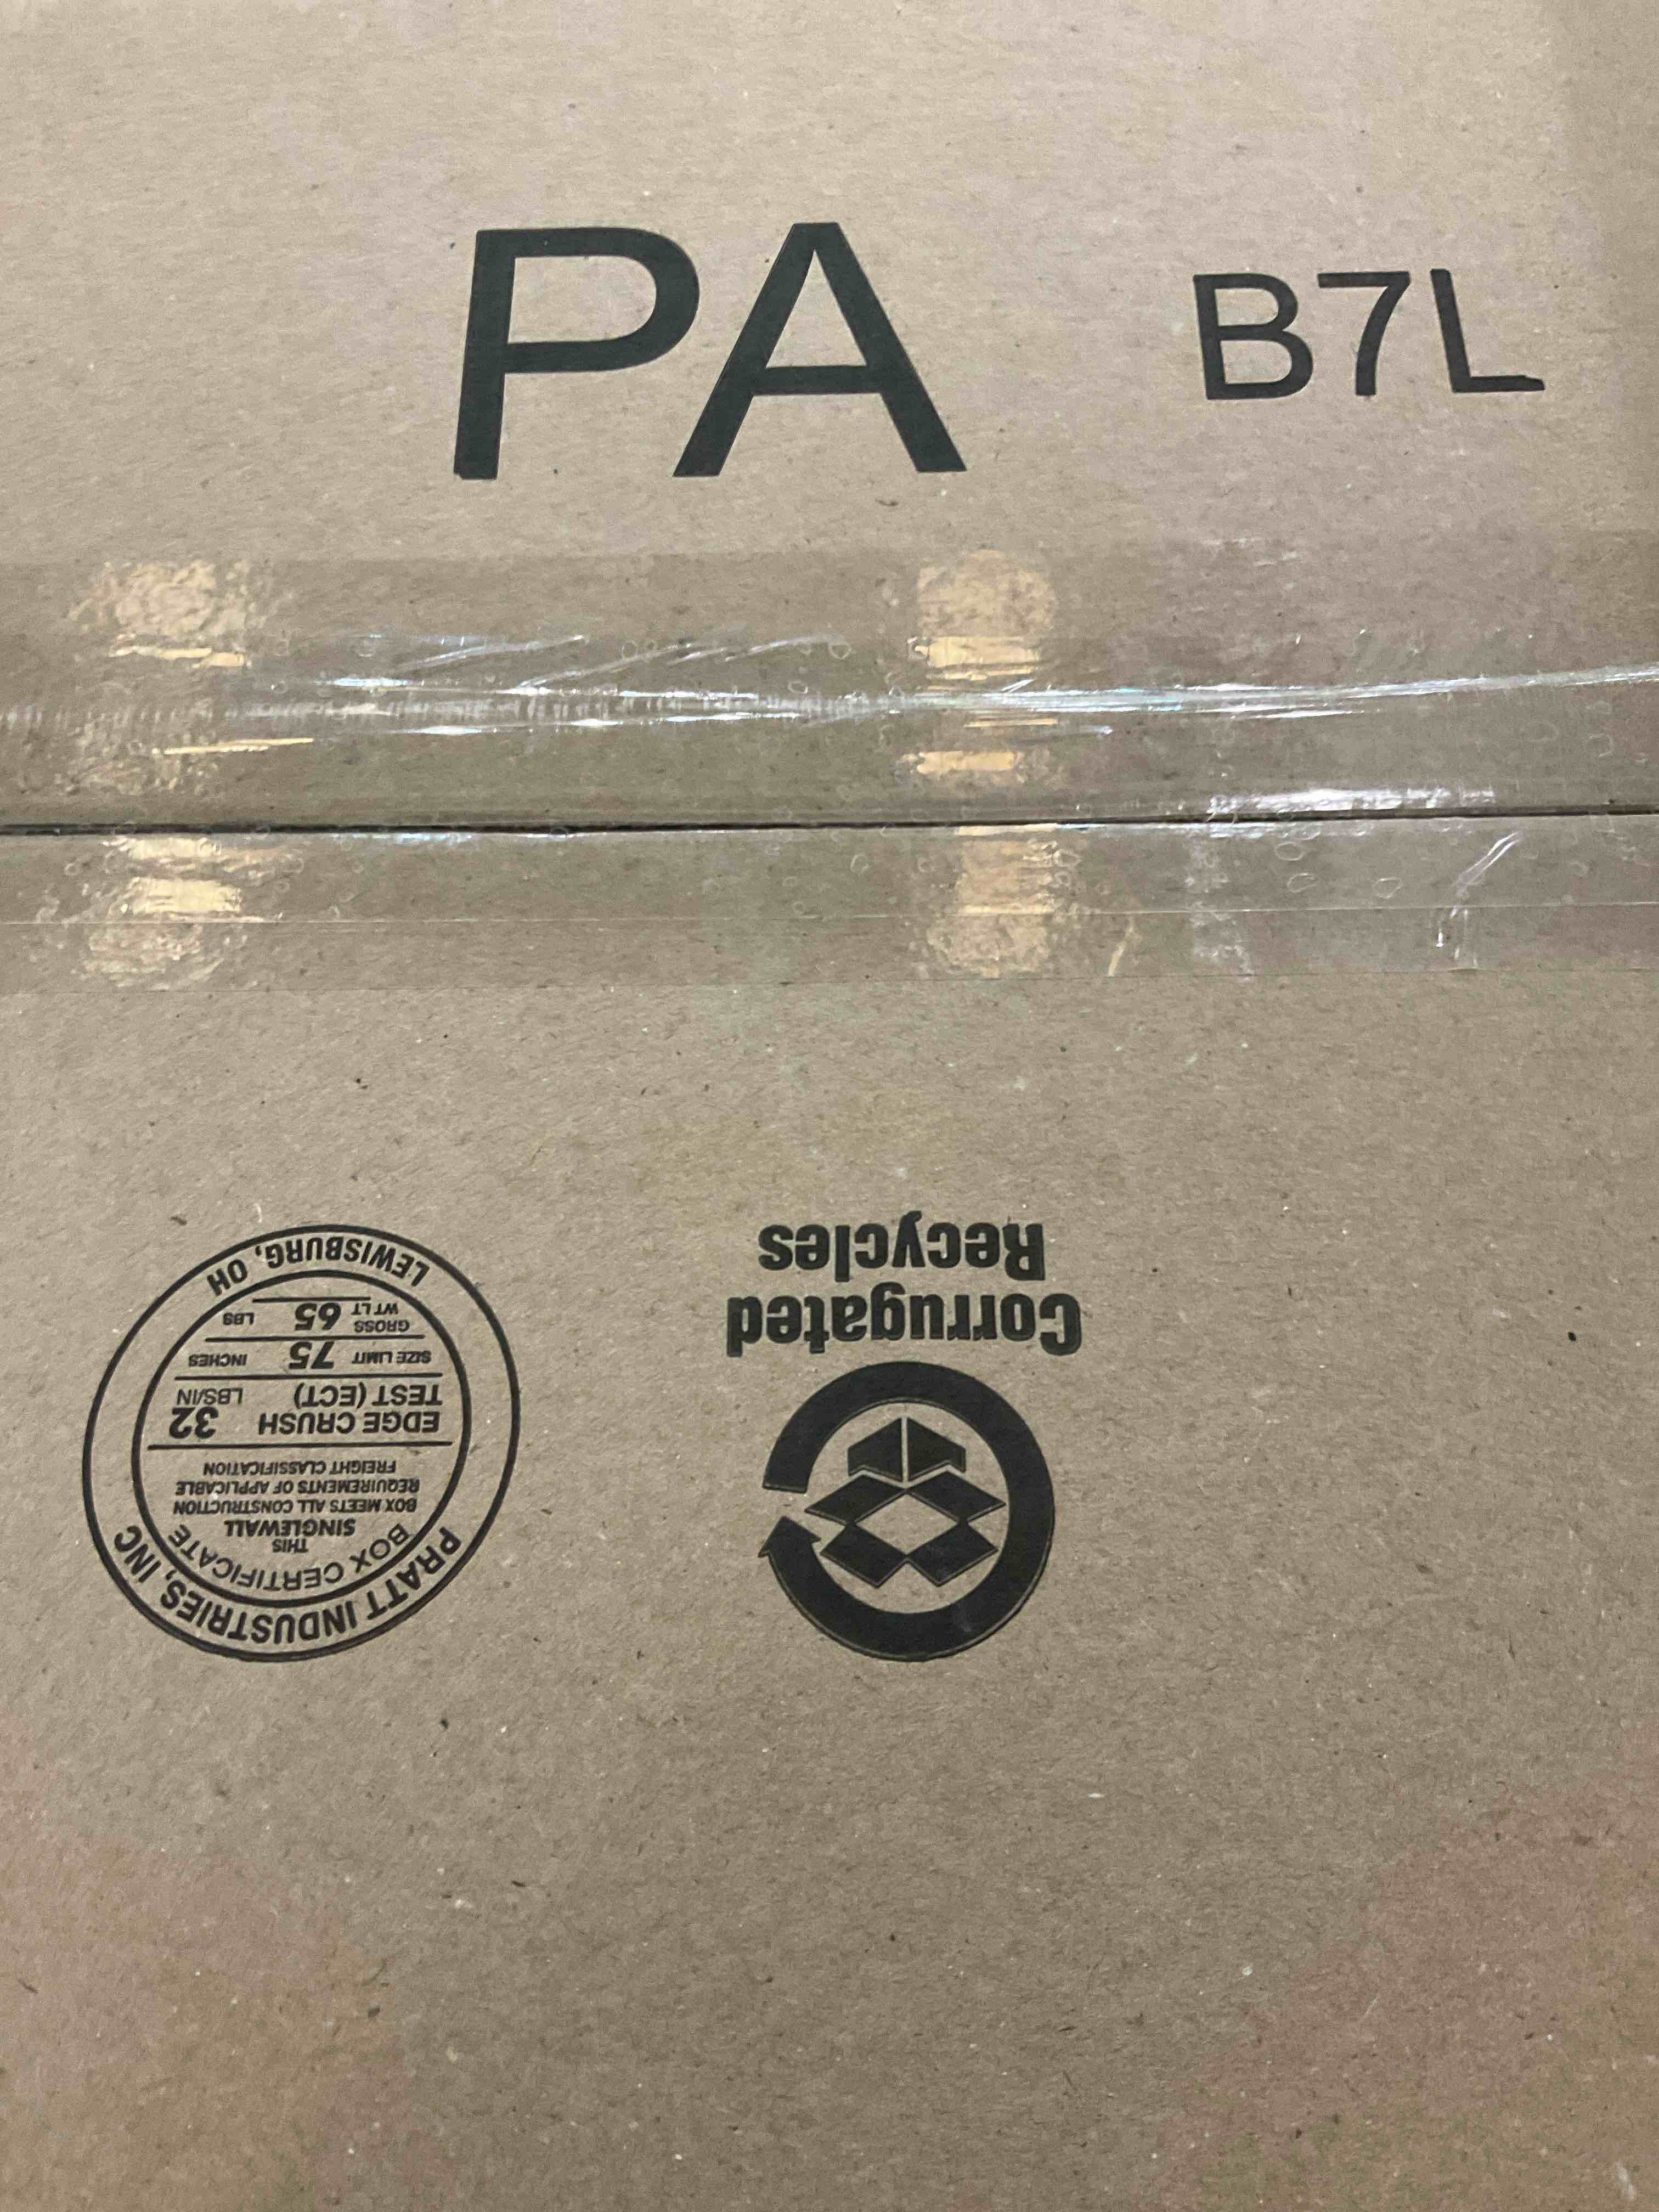 PA B7L
Corrugated
Recycles
PRATT INDUSTRIES, INC
BOX CERTIFICATE
THIS
SINGLEWALL
BOX MEETS ALL CONSTRUCTION
REQUIREMENTS OF APPLICABLE
FREIGHT CLASSIFICATION
EDGE CRUSH 32
TEST (ECT) LBS/IN
SIZE LIMIT 75 INCHES
GROSS
WT LT 65 LBS
LEWISBURG, OH